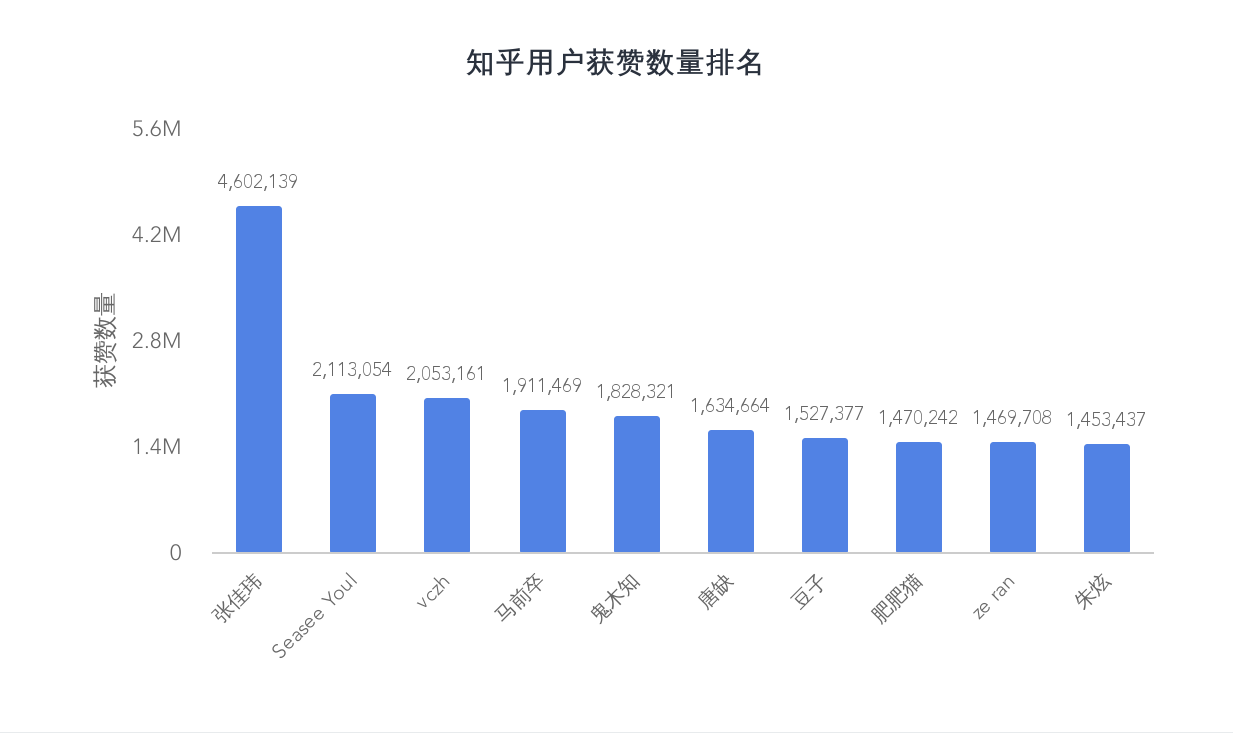 知乎用户获赞数量排名
获赞数量
5.6M
4.2M
2.8M
1.4M
0
4,602,139
2,113,054
2,053,161
1,911,469
1,828,321
1,634,664
1,527,377
1,470,242
1,469,708
1,453,437
张佳玮
Seasee Youl
vczh
马前卒
鬼木知
唐缺
豆子
肥肥猫
ze ran
朱炫